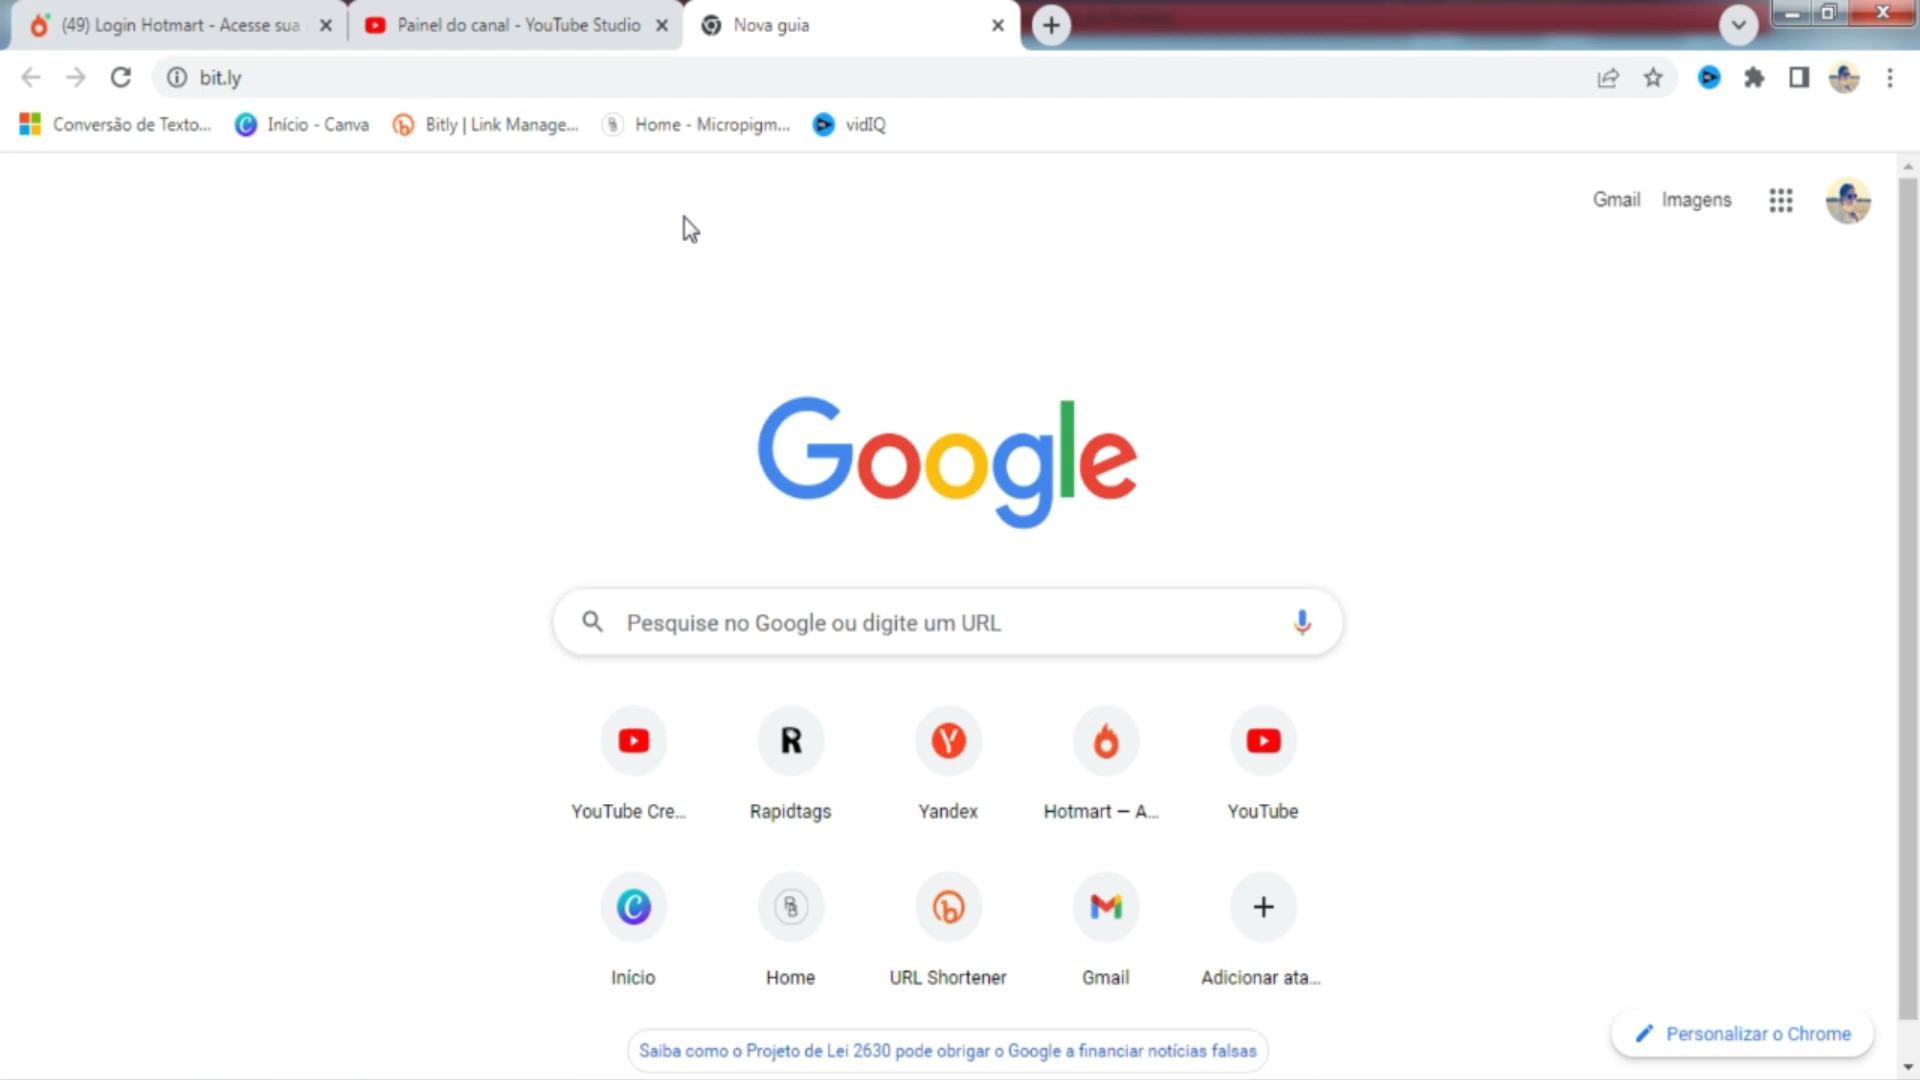 (49) Login Hotmart - Acesse sua
Painel do canal - YouTube Studio
Nova guia
bit.ly
Conversão de Texto...
Início - Canva
Bitly | Link Manage...
Home - Micropigm...
vidIQ
Gmail
Imagens
Google
Pesquise no Google ou digite um URL
YouTube Cre...
Rapidtags
Yandex
Hotmart — A...
YouTube
Início
Home
URL Shortener
Gmail
Adicionar ata...
Saiba como o Projeto de Lei 2630 pode obrigar o Google a financiar notícias falsas
Personalizar o Chrome